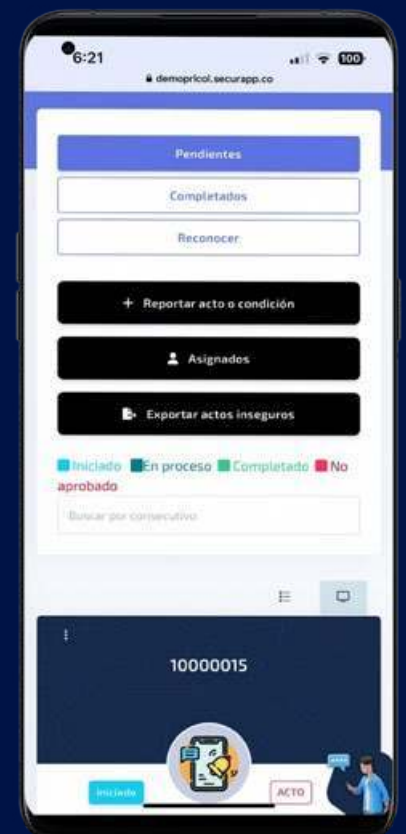 6:21
100
demopricol.securapp.co
Pendientes
Completados
Reconocer
+ Reportar acto o condición
Asignados
Exportar actos inseguros
Iniciado En proceso Completado No
aprobado
Buscar por consecutivo
10000015
Iniciado
ACTO